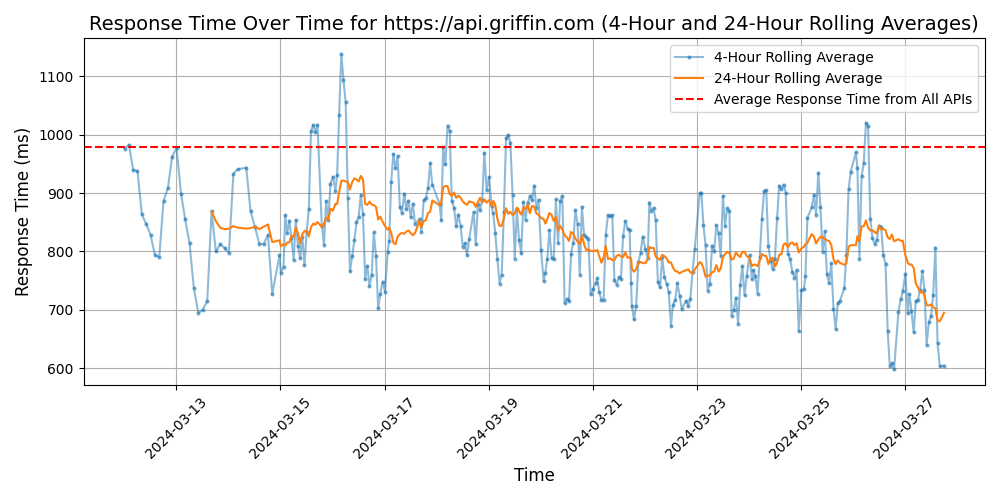 Response Time Over Time for https://api.griffin.com (4-Hour and 24-Hour Rolling Averages)
4-Hour Rolling Average
24-Hour Rolling Average
Average Response Time from All APIs
Response Time (ms)
1100
1000
900
800
700
600
2024-03-13
2024-03-15
2024-03-17
2024-03-19
2024-03-21
2024-03-23
2024-03-25
2024-03-27
Time